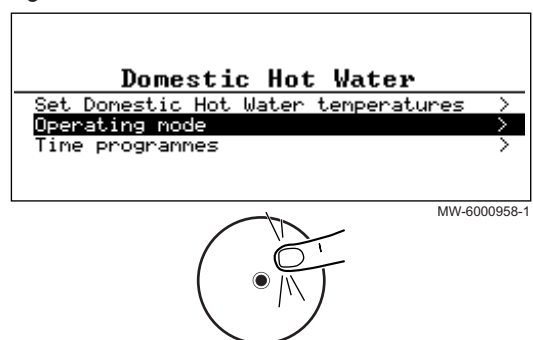 Domestic Hot Water
Set Domestic Hot Water temperatures >
Operating mode >
Time programmes >
MW-6000958-1